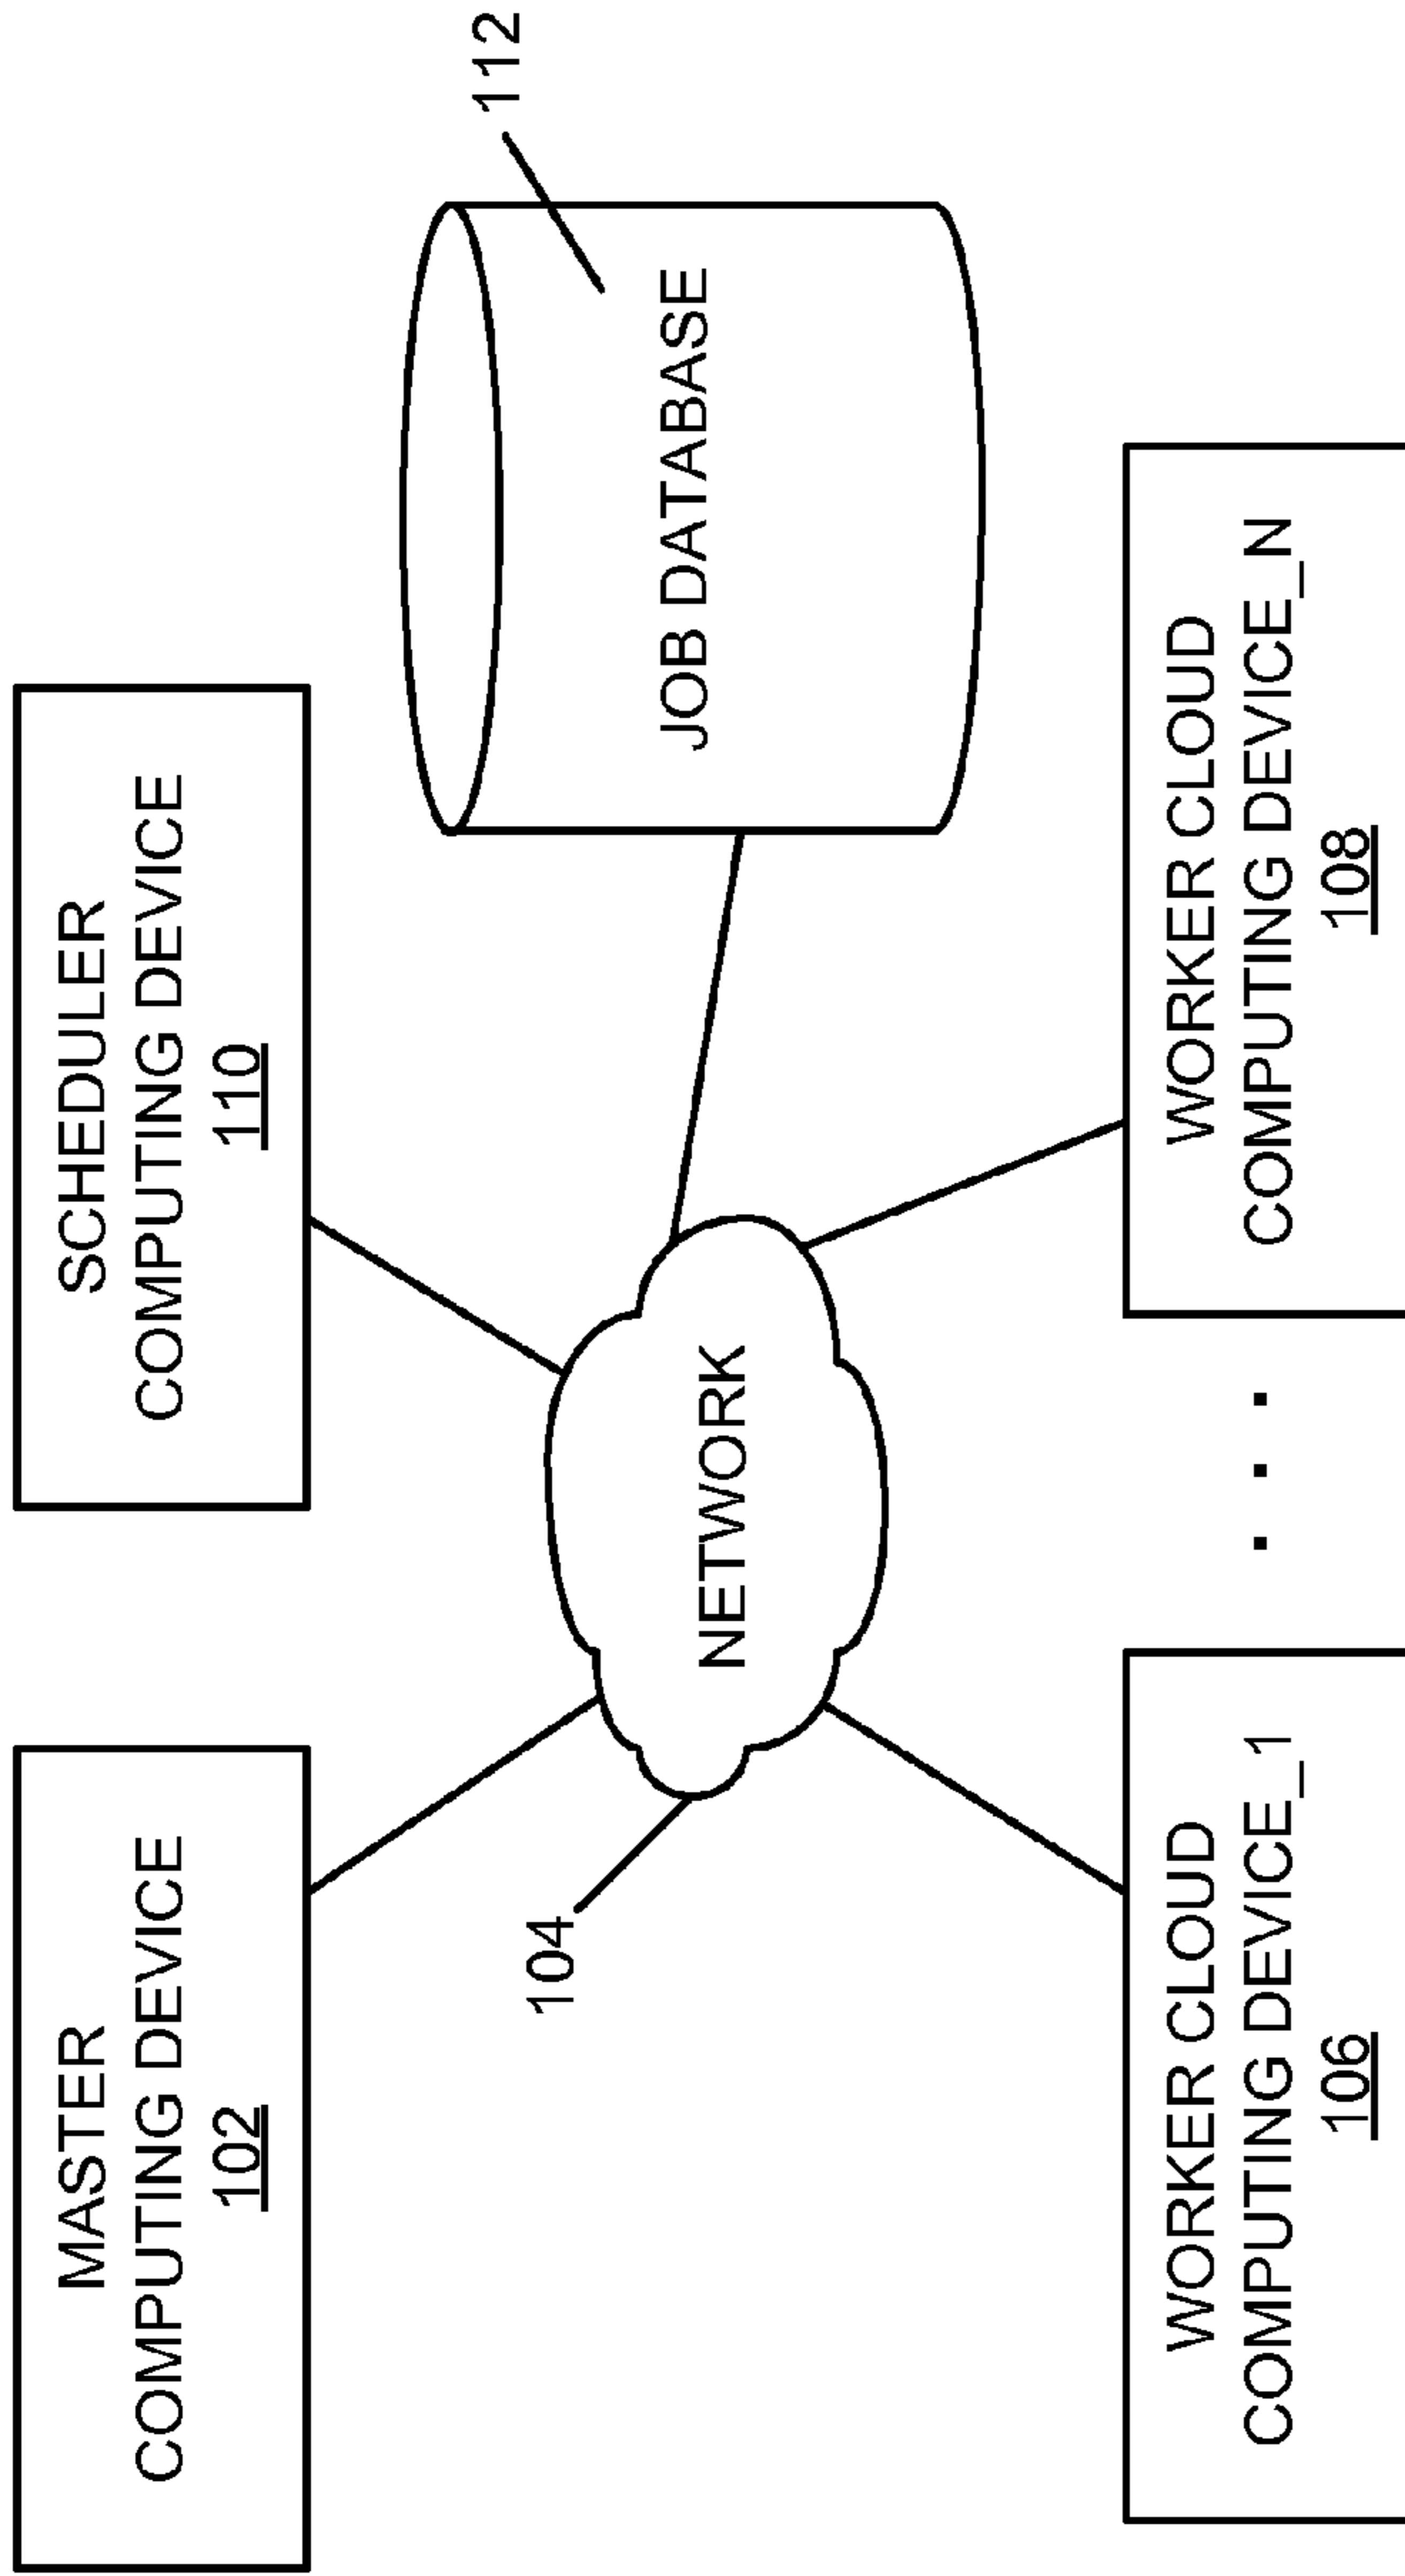 MASTER
COMPUTING DEVICE
102
SCHEDULER
COMPUTING DEVICE
110
112
104
NETWORK
JOB DATABASE
WORKER CLOUD
COMPUTING DEVICE_1
106
. . .
WORKER CLOUD
COMPUTING DEVICE_N
108